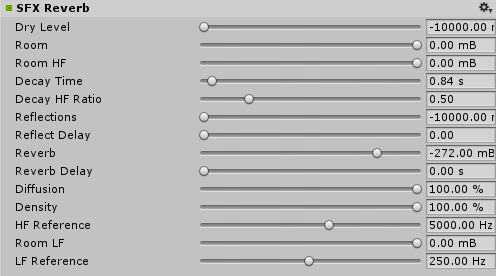 SFX Reverb
Dry Level -10000.00 m
Room 0.00 mB
Room HF 0.00 mB
Decay Time 0.84 s
Decay HF Ratio 0.50
Reflections -10000.00 m
Reflect Delay 0.00
Reverb -272.00 mB
Reverb Delay 0.00 s
Diffusion 100.00 %
Density 100.00 %
HF Reference 5000.00 Hz
Room LF 0.00 mB
LF Reference 250.00 Hz